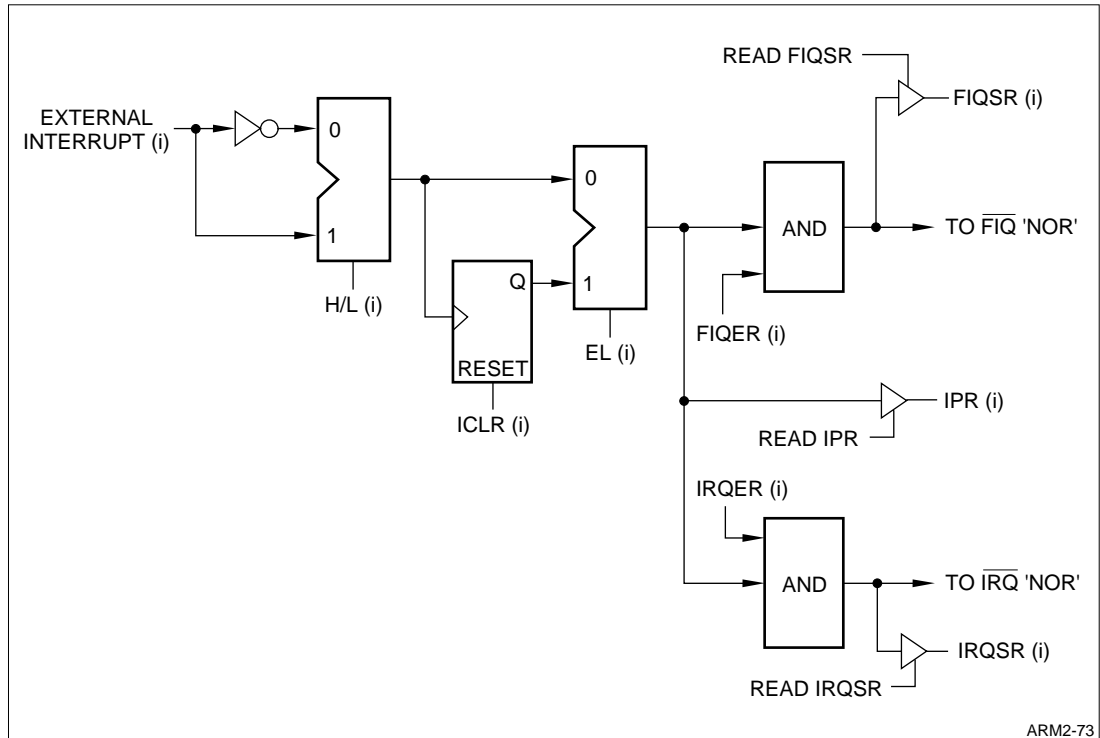 READ FIQSR
FIQSR (i)
EXTERNAL
INTERRUPT (i)
0
1
H/L (i)
0
1
EL (i)
Q
RESET
ICLR (i)
AND
TO FIQ 'NOR'
FIQER (i)
IPR (i)
READ IPR
IRQER (i)
AND
TO IRQ 'NOR'
IRQSR (i)
READ IRQSR
ARM2-73